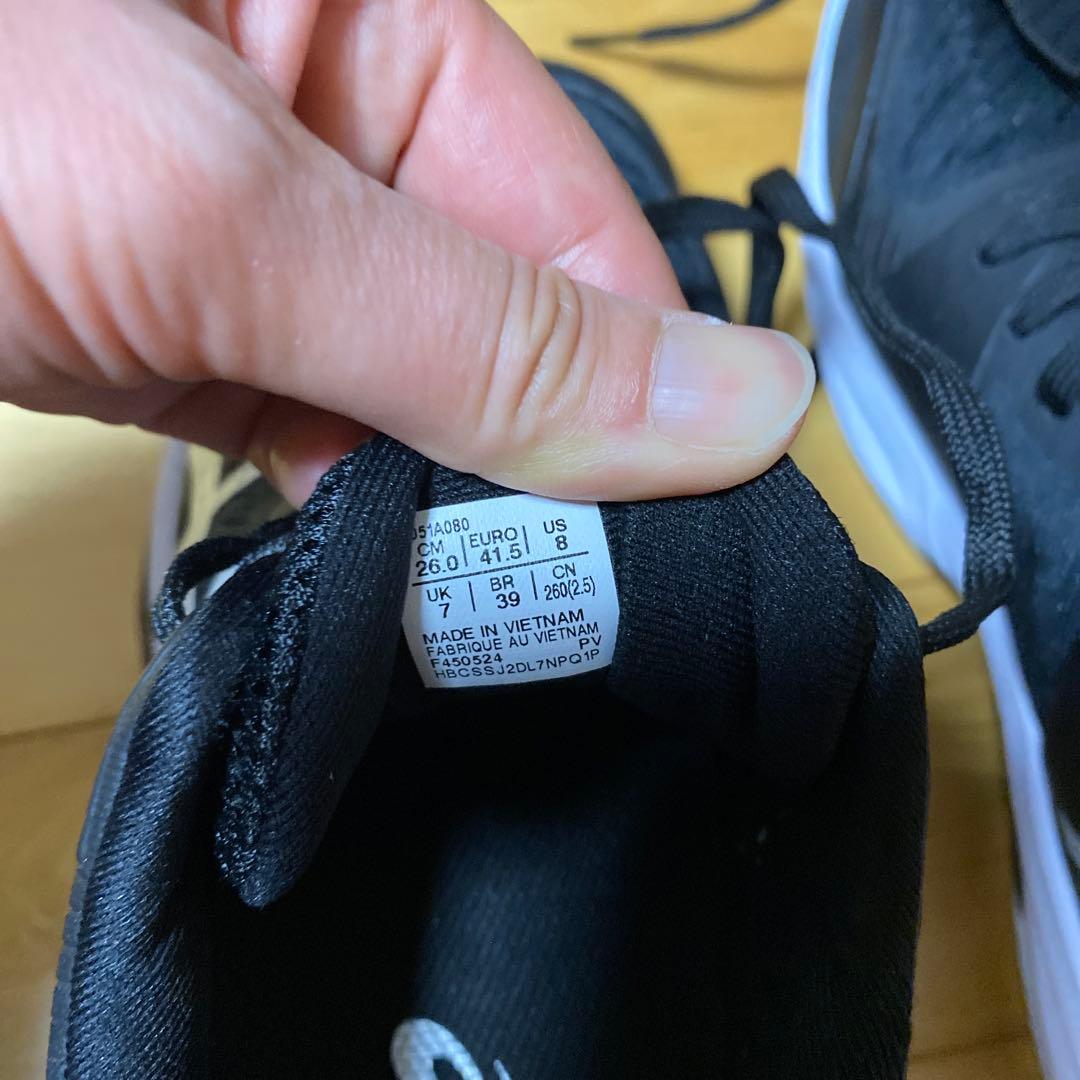 051A080
CM EURO US
26.0 41.5 8
UK BR CN
7 39 260(2.5)
MADE IN VIETNAM
FABRIQUE AU VIETNAM
F450524 PV
HBCSSJ2DL7NPQ1P